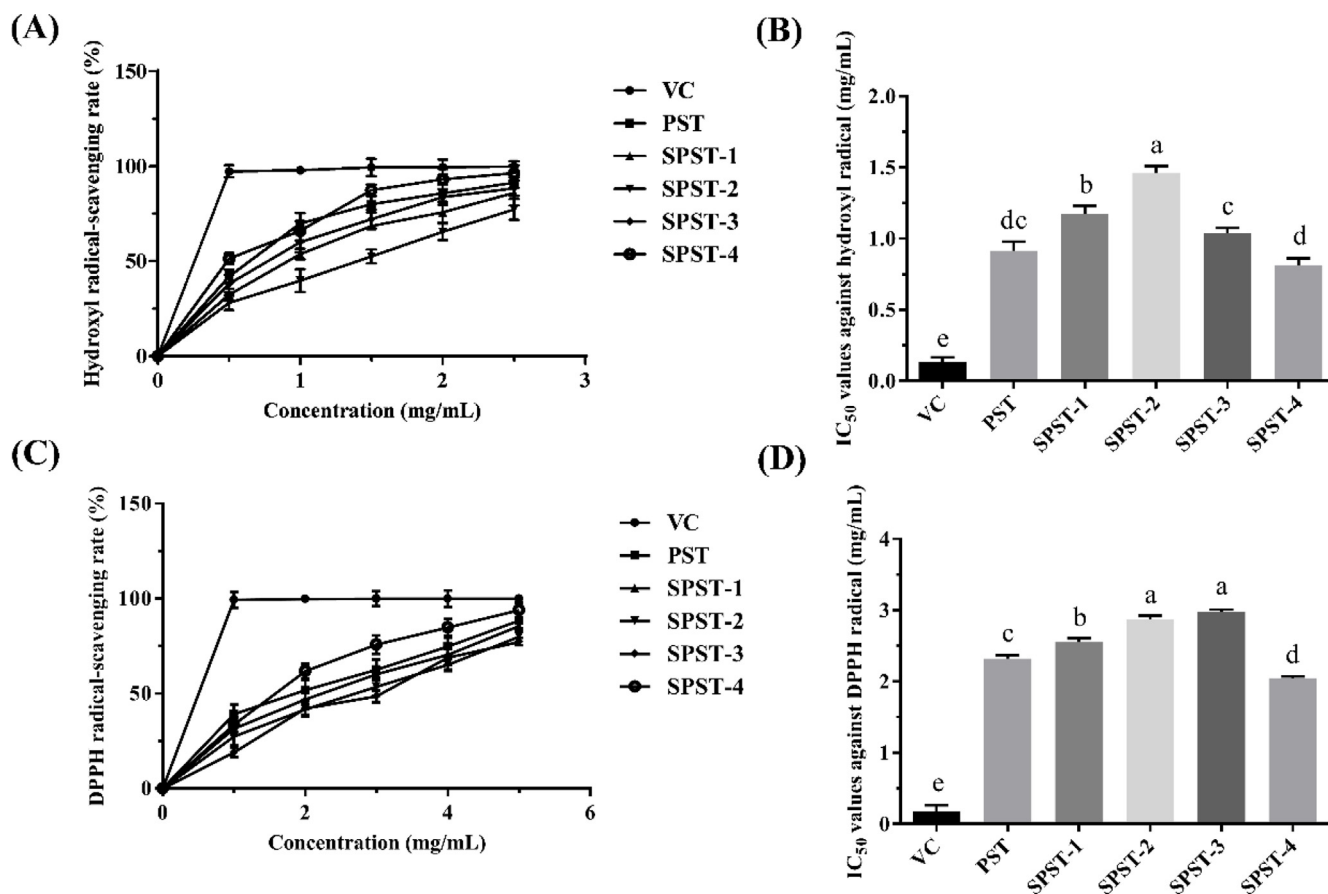 (A)
Hydroxyl radical-scavenging rate (%)
150
100
50
0
0
1
2
3
Concentration (mg/mL)
VC
PST
SPST-1
SPST-2
SPST-3
SPST-4
(B)
IC50 values against hydroxyl radical (mg/mL)
2.0
1.5
1.0
0.5
0.0
e
dc
b
a
c
d
VC
PST
SPST-1
SPST-2
SPST-3
SPST-4
(C)
DPPH radical-scavenging rate (%)
150
100
50
0
0
2
4
6
Concentration (mg/mL)
VC
PST
SPST-1
SPST-2
SPST-3
SPST-4
(D)
IC50 values against DPPH radical (mg/mL)
4
3
2
1
0
e
c
b
a
a
d
VC
PST
SPST-1
SPST-2
SPST-3
SPST-4